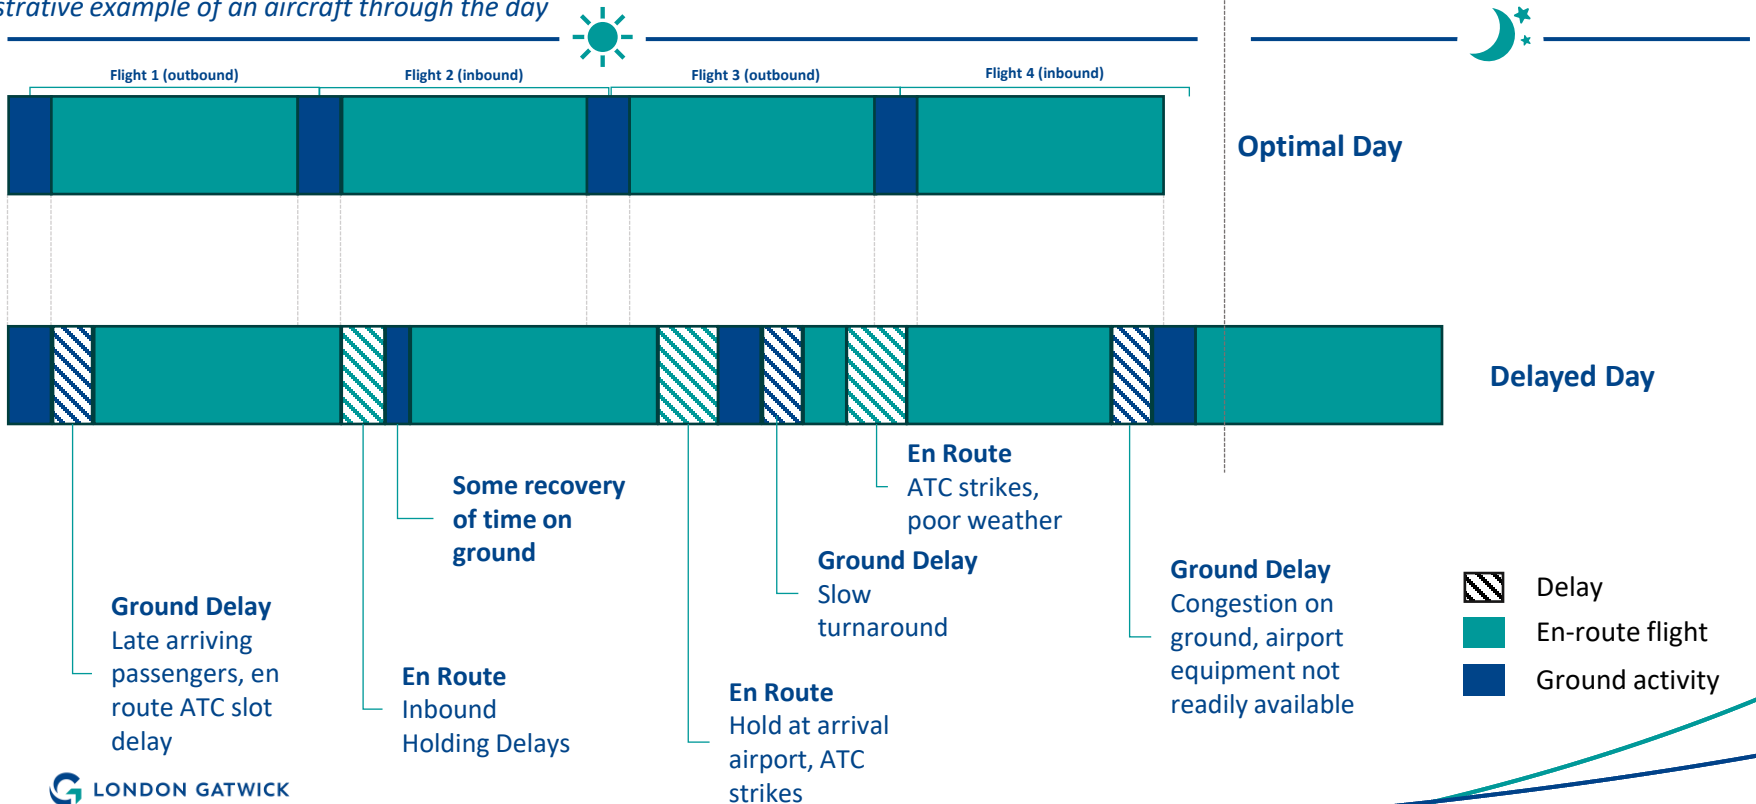 example of an aircraft through the day
Flight 1 (outbound)
Flight 2 (inbound)
Flight 3 (outbound)
Flight 4 (inbound)
Optimal Day
Delayed Day
Ground Delay
Late arriving
passengers, en
route ATC slot
delay
En Route
Inbound
Holding Delays
Some recovery
of time on
ground
En Route
Hold at arrival
airport, ATC
strikes
Ground Delay
Slow
turnaround
En Route
ATC strikes,
poor weather
Ground Delay
Congestion on
ground, airport
equipment not
readily available
Delay
En-route flight
Ground activity
LONDON GATWICK